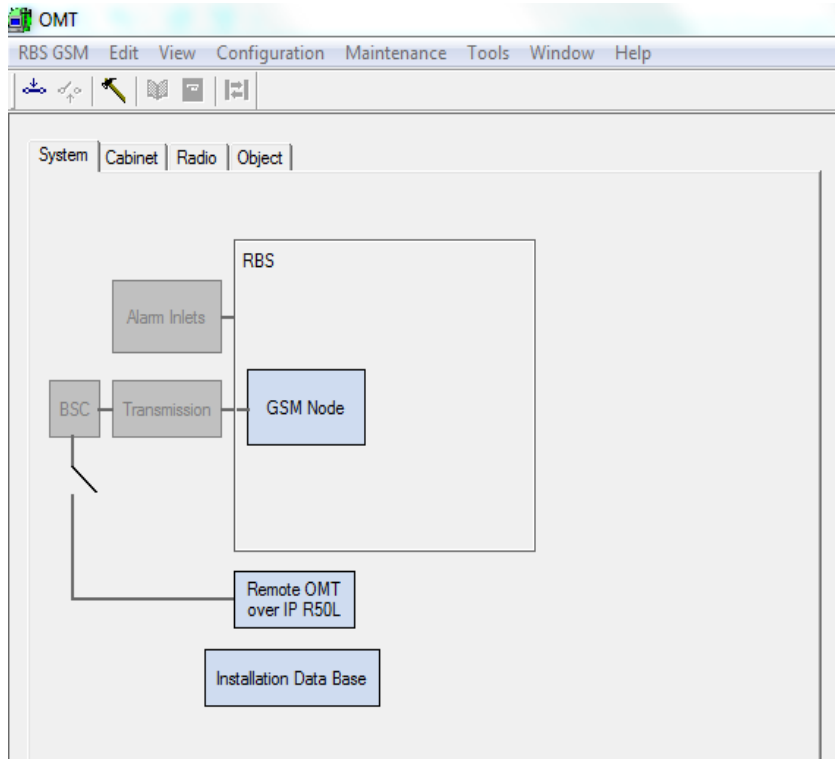 OMT
RBS GSM Edit View Configuration Maintenance Tools Window Help
System Cabinet Radio Object
RBS
Alarm Inlets
BSC
Transmission
GSM Node
Remote OMT
over IP R50L
Installation Data Base